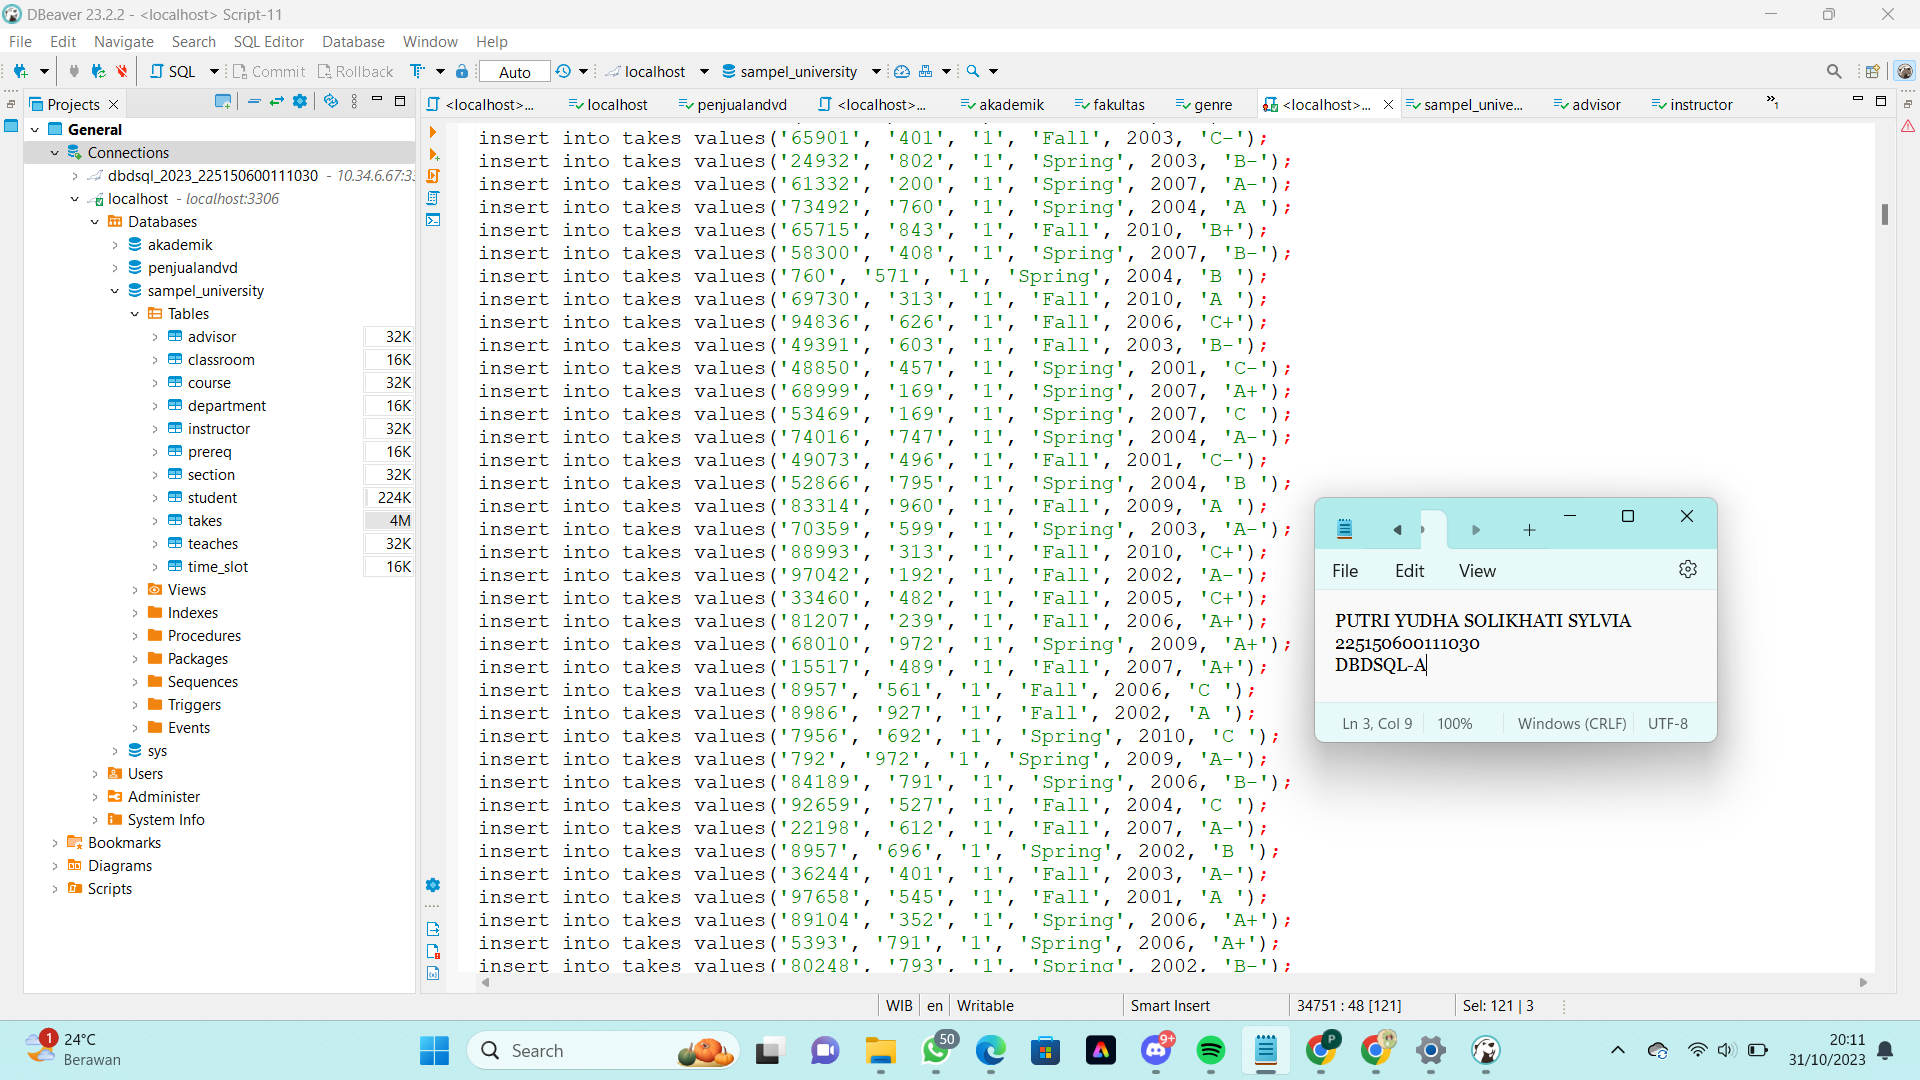 DBeaver 23.2.2 - <localhost> Script-11
File Edit Navigate Search SQL Editor Database Window Help
SQL Commit Rollback Auto localhost sampel_university
Projects
<localhost>... localhost penjualandvd <localhost>... akademik fakultas genre <localhost>... sampel_unive... advisor instructor »1
General
Connections
dbdsql_2023_225150600111030 - 10.34.6.67:33
localhost - localhost:3306
Databases
akademik
penjualandvd
sampel_university
Tables
advisor 32K
classroom 16K
course 32K
department 16K
instructor 32K
prereq 16K
section 32K
student 224K
takes 4M
teaches 32K
time_slot 16K
Views
Indexes
Procedures
Packages
Sequences
Triggers
Events
sys
Users
Administer
System Info
Bookmarks
Diagrams
Scripts
insert into takes values('65901', '401', '1', 'Fall', 2003, 'C-');
insert into takes values('24932', '802', '1', 'Spring', 2003, 'B-');
insert into takes values('61332', '200', '1', 'Spring', 2007, 'A-');
insert into takes values('73492', '760', '1', 'Spring', 2004, 'A ');
insert into takes values('65715', '843', '1', 'Fall', 2010, 'B+');
insert into takes values('58300', '408', '1', 'Spring', 2007, 'B-');
insert into takes values('760', '571', '1', 'Spring', 2004, 'B ');
insert into takes values('69730', '313', '1', 'Fall', 2010, 'A ');
insert into takes values('94836', '626', '1', 'Fall', 2006, 'C+');
insert into takes values('49391', '603', '1', 'Fall', 2003, 'B-');
insert into takes values('48850', '457', '1', 'Spring', 2001, 'C-');
insert into takes values('68999', '169', '1', 'Spring', 2007, 'A+');
insert into takes values('53469', '169', '1', 'Spring', 2007, 'C ');
insert into takes values('74016', '747', '1', 'Spring', 2004, 'A-');
insert into takes values('49073', '496', '1', 'Fall', 2001, 'C-');
insert into takes values('52866', '795', '1', 'Spring', 2004, 'B ');
insert into takes values('83314', '960', '1', 'Fall', 2009, 'A ');
insert into takes values('70359', '599', '1', 'Spring', 2003, 'A-');
insert into takes values('88993', '313', '1', 'Fall', 2010, 'C+');
insert into takes values('97042', '192', '1', 'Fall', 2002, 'A-');
insert into takes values('33460', '482', '1', 'Fall', 2005, 'C+');
insert into takes values('81207', '239', '1', 'Fall', 2006, 'A+');
insert into takes values('68010', '972', '1', 'Spring', 2009, 'A+');
insert into takes values('15517', '489', '1', 'Fall', 2007, 'A+');
insert into takes values('8957', '561', '1', 'Fall', 2006, 'C ');
insert into takes values('8986', '927', '1', 'Fall', 2002, 'A ');
insert into takes values('7956', '692', '1', 'Spring', 2010, 'C ');
insert into takes values('792', '972', '1', 'Spring', 2009, 'A-');
insert into takes values('84189', '791', '1', 'Spring', 2006, 'B-');
insert into takes values('92659', '527', '1', 'Fall', 2004, 'C ');
insert into takes values('22198', '612', '1', 'Fall', 2007, 'A-');
insert into takes values('8957', '696', '1', 'Spring', 2002, 'B ');
insert into takes values('36244', '401', '1', 'Fall', 2003, 'A-');
insert into takes values('97658', '545', '1', 'Fall', 2001, 'A ');
insert into takes values('89104', '352', '1', 'Spring', 2006, 'A+');
insert into takes values('5393', '791', '1', 'Spring', 2006, 'A+');
insert into takes values('80248', '793', '1', 'Spring', 2002, 'B-');
File Edit View
PUTRI YUDHA SOLIKHATI SYLVIA
225150600111030
DBDSQL-A
Ln 3, Col 9 100% Windows (CRLF) UTF-8
WIB en Writable Smart Insert 34751 : 48 [121] Sel: 121 | 3
1 24°C
Berawan
Search
50
9+
P
20:11
31/10/2023